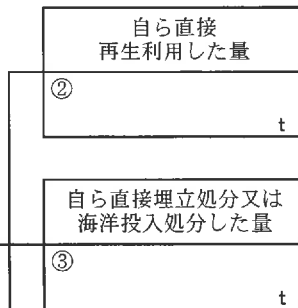 自ら直接
再生利用した量
②
t
自ら直接埋立処分又は
海洋投入処分した量
③
t